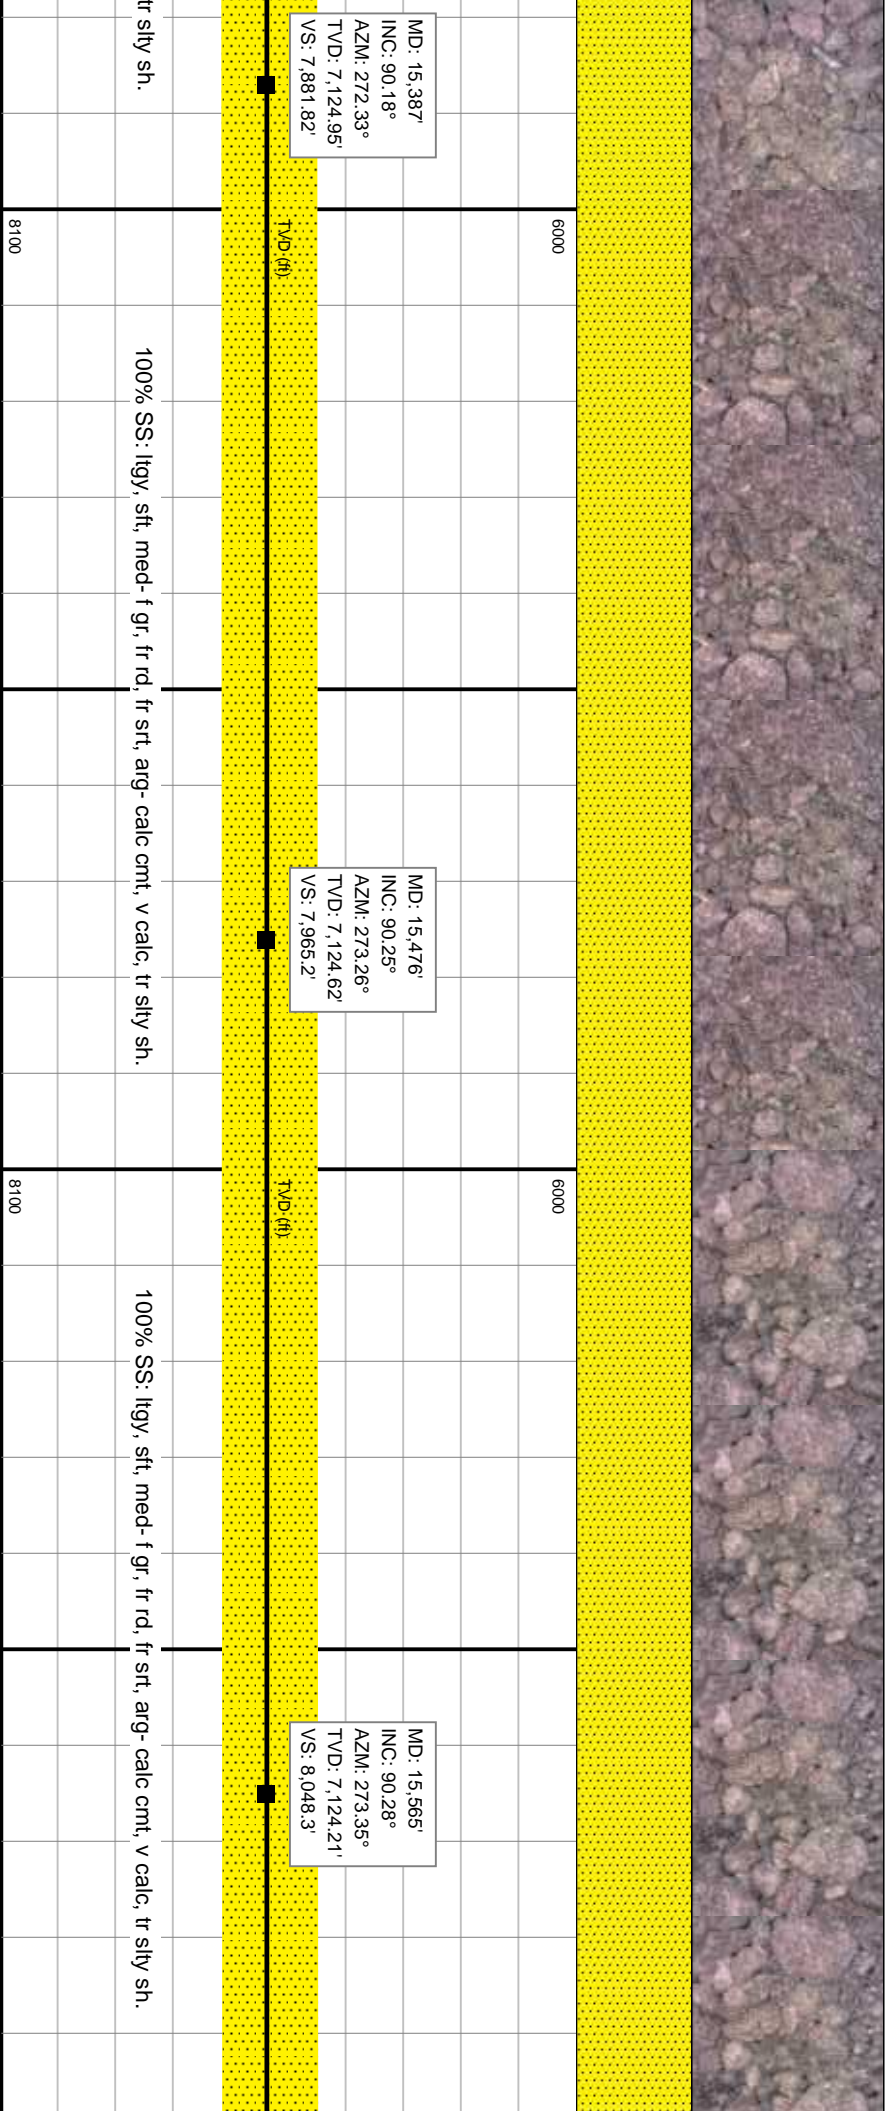 tr slty sh.
MD: 15,387'
INC: 90.18°
AZM: 272.33°
TVD: 7,124.95'
VS: 7,881.82'
6000
TVD (ft)
8100
100% SS: ltgy, sft, med- f gr, fr rd, fr srt, arg- calc cmt, v calc, tr slty sh.
MD: 15,476'
INC: 90.25°
AZM: 273.26°
TVD: 7,124.62'
VS: 7,965.2'
6000
TVD (ft)
8100
100% SS: ltgy, sft, med- f gr, fr rd, fr srt, arg- calc cmt, v calc, tr slty sh.
MD: 15,565'
INC: 90.28°
AZM: 273.35°
TVD: 7,124.21'
VS: 8,048.3'